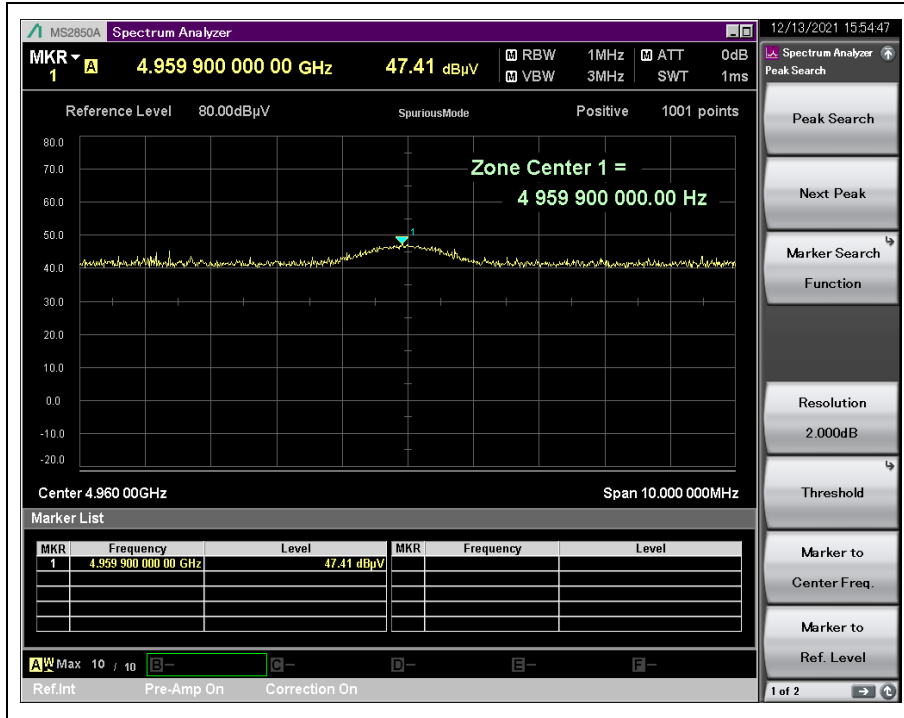 MS2850A Spectrum Analyzer
12/13/2021 15:54:47
MKR 1 A 4.959 900 000 00 GHz 47.41 dBµV
M RBW 1MHz M ATT 0dB
M VBW 3MHz SWT 1ms
Reference Level 80.00dBµV SpuriousMode Positive 1001 points
80.0
70.0
60.0
50.0
40.0
30.0
20.0
10.0
0.0
-10.0
-20.0
Zone Center 1 =
4 959 900 000.00 Hz
1
Center 4.960 00GHz Span 10.000 000MHz
Marker List
MKR Frequency Level MKR Frequency Level
1 4.959 900 000 00 GHz 47.41 dBµV
A W Max 10 / 10 B- C- D- E- F-
Ref.Int Pre-Amp On Correction On
Spectrum Analyzer
Peak Search
Peak Search
Next Peak
Marker Search
Function
Resolution
2.000dB
Threshold
Marker to
Center Freq.
Marker to
Ref. Level
1 of 2